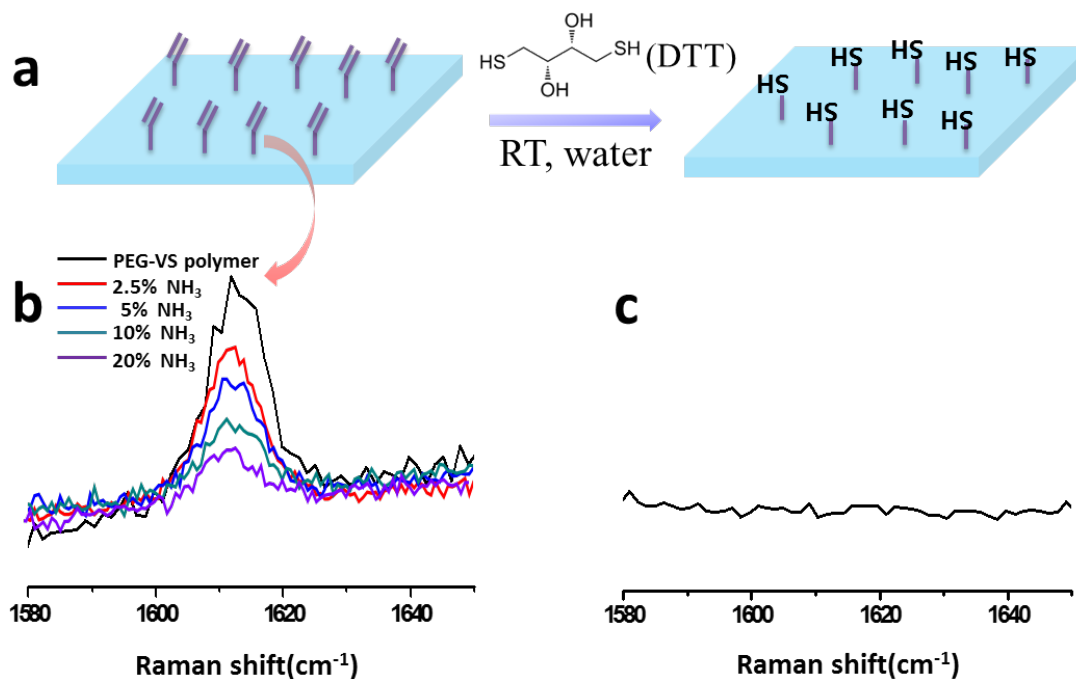 a
OH
HS
SH
(DTT)
OH
RT, water
HS HS HS HS
HS
HS HS HS HS
b
PEG-VS polymer
2.5% NH₃
5% NH₃
10% NH₃
20% NH₃
1580 1600 1620 1640
Raman shift(cm⁻¹)
c
1580 1600 1620 1640
Raman shift(cm⁻¹)